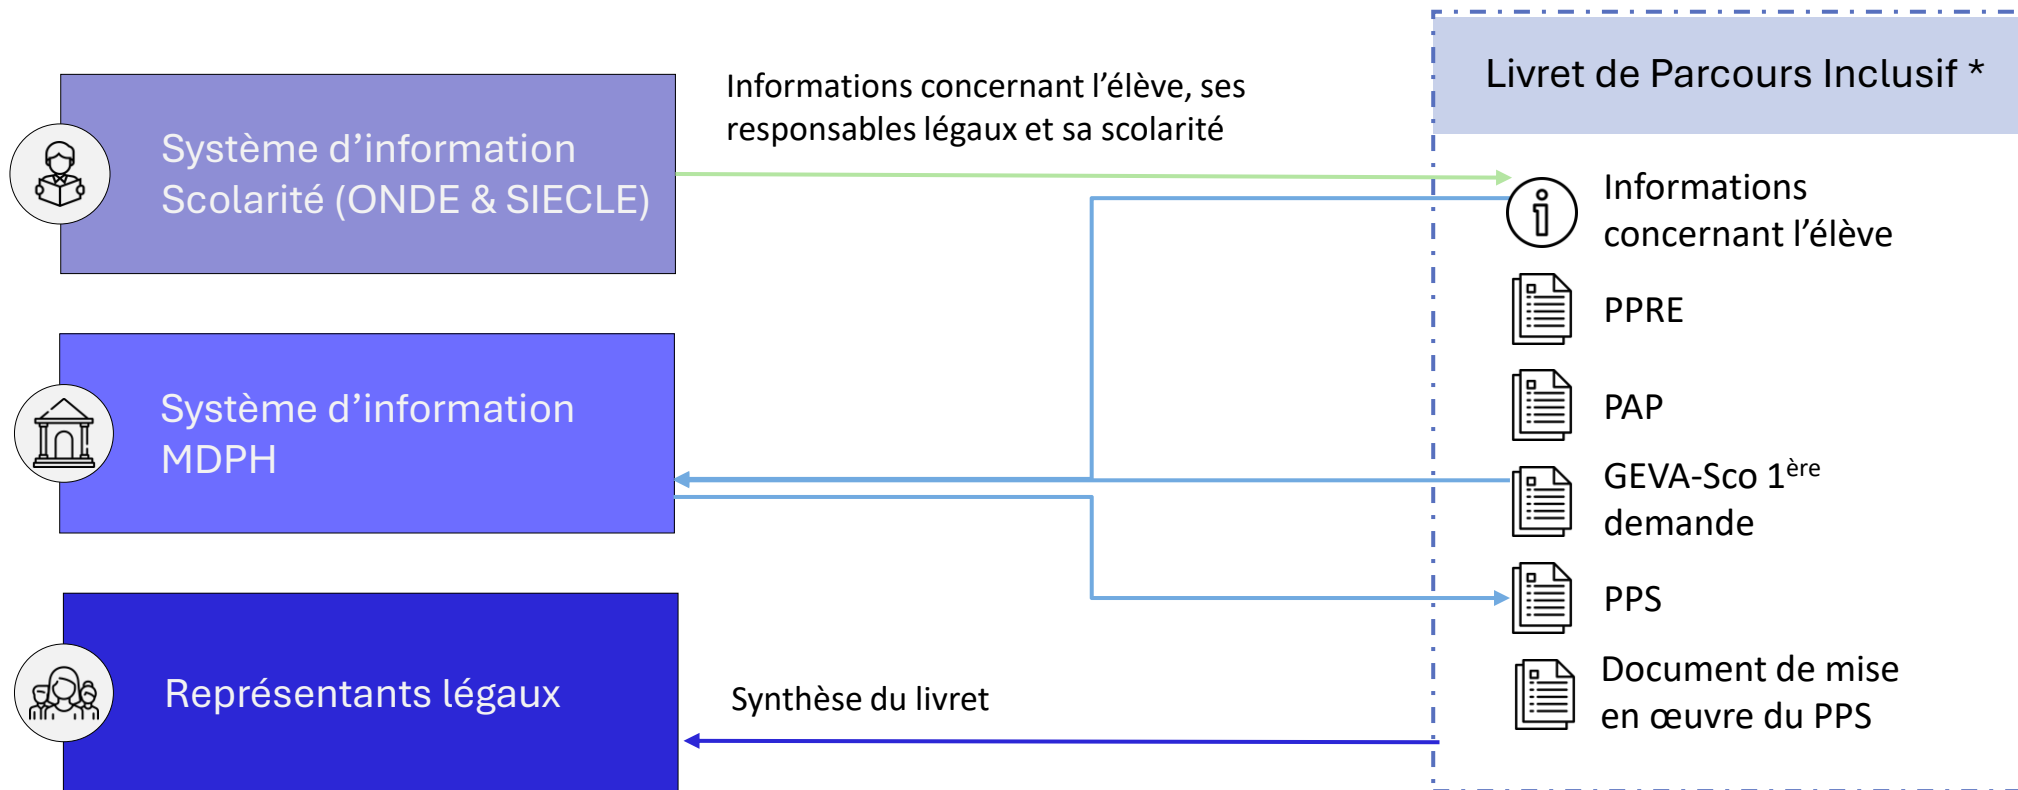 Système d’information
Scolarité (ONDE & SIECLE)
Informations concernant l’élève, ses
responsables légaux et sa scolarité
Système d’information
MDPH
Représentants légaux
Synthèse du livret
Livret de Parcours Inclusif *
Informations
concernant l’élève
PPRE
PAP
GEVA-Sco 1ère
demande
PPS
Document de mise
en œuvre du PPS